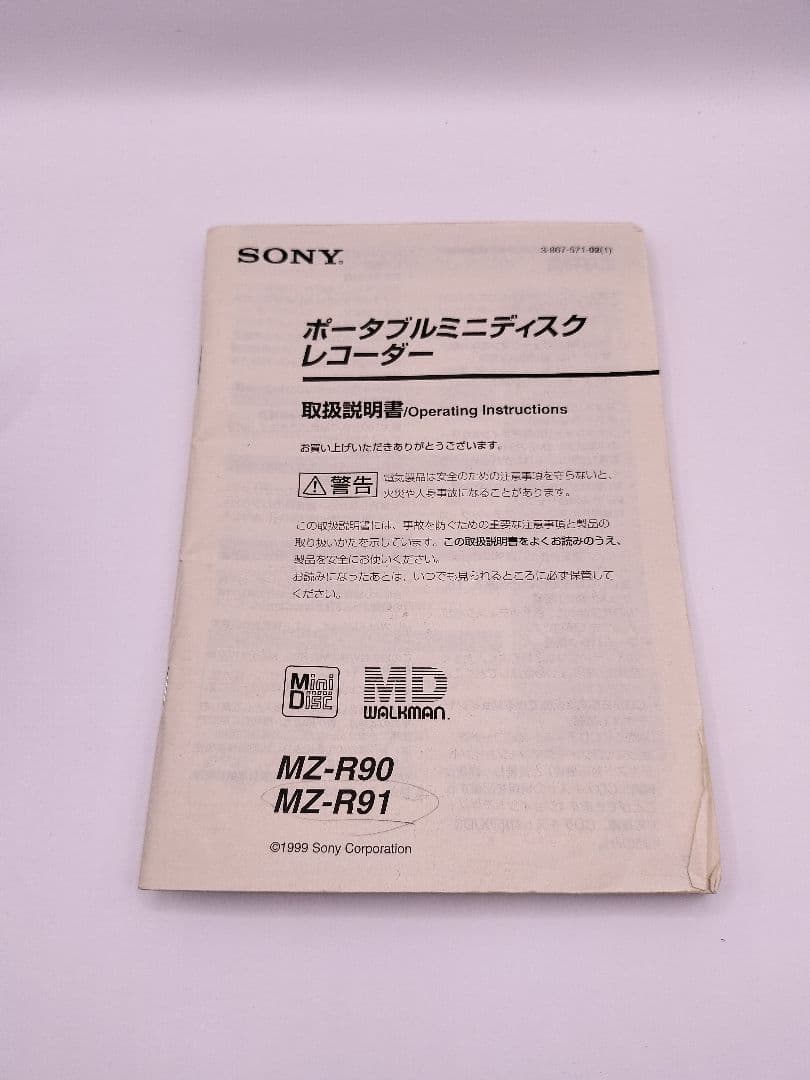 SONY
3-867-571-02(1)
ポータブルミニディスク
レコーダー
取扱説明書/Operating Instructions
お買い上げいただきありがとうございます。
警告
電気製品は安全のための注意事項を守らないと、
火災や人身事故になることがあります。
この取扱説明書には、事故を防ぐための重要な注意事項と製品の
取り扱いかたを示しています。この取扱説明書をよくお読みのうえ、
製品を安全にお使いください。
お読みになったあとは、いつでも見られるところに必ず保管して
ください。
Mini
Disc
MD
WALKMAN.
MZ-R90
MZ-R91
©1999 Sony Corporation